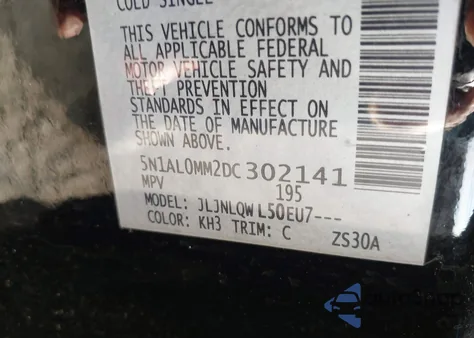 COLD SINGLE
THIS VEHICLE CONFORMS TO
ALL APPLICABLE FEDERAL
MOTOR VEHICLE SAFETY AND
THEFT PREVENTION
STANDARDS IN EFFECT ON
THE DATE OF MANUFACTURE
SHOWN ABOVE.
5N1AL0MM2DC302141
MPV 195
MODEL: JLJNLQWL50EU7---
COLOR: KH3 TRIM: C ZS30A